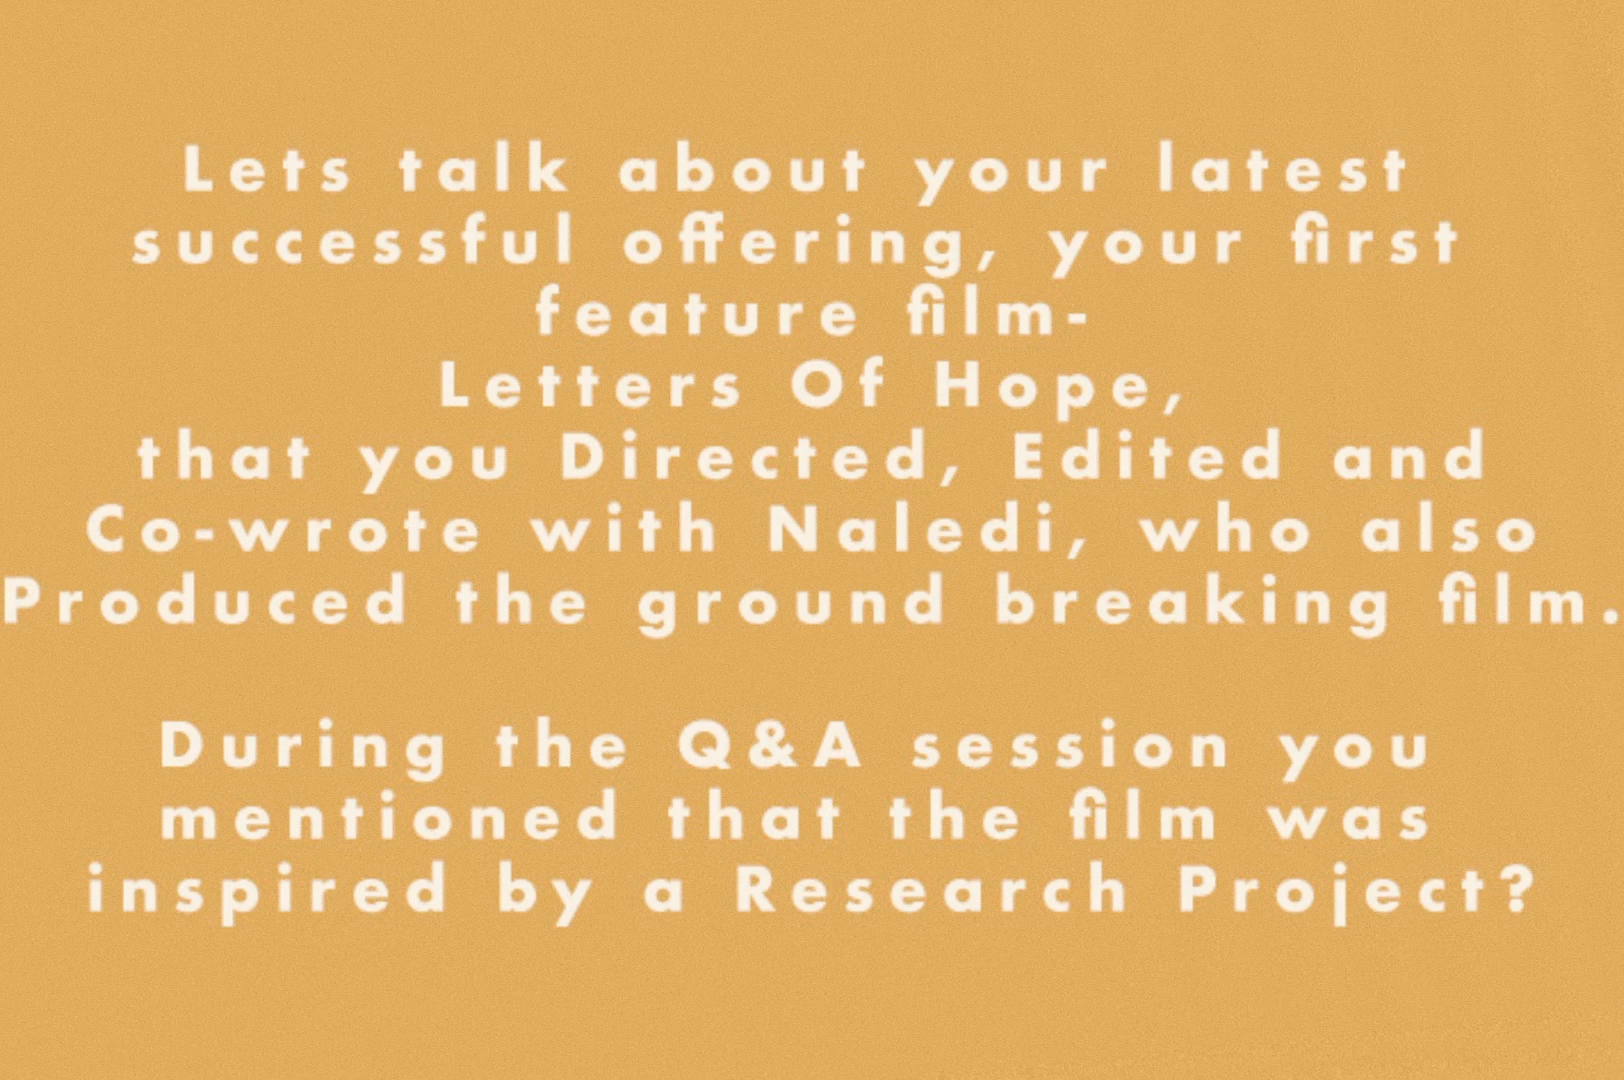 Lets talk about your latest
successful offering, your first
feature film-
Letters Of Hope,
that you Directed, Edited and
Co-wrote with Naledi, who also
Produced the ground breaking film.
During the Q&A session you
mentioned that the film was
inspired by a Research Project?